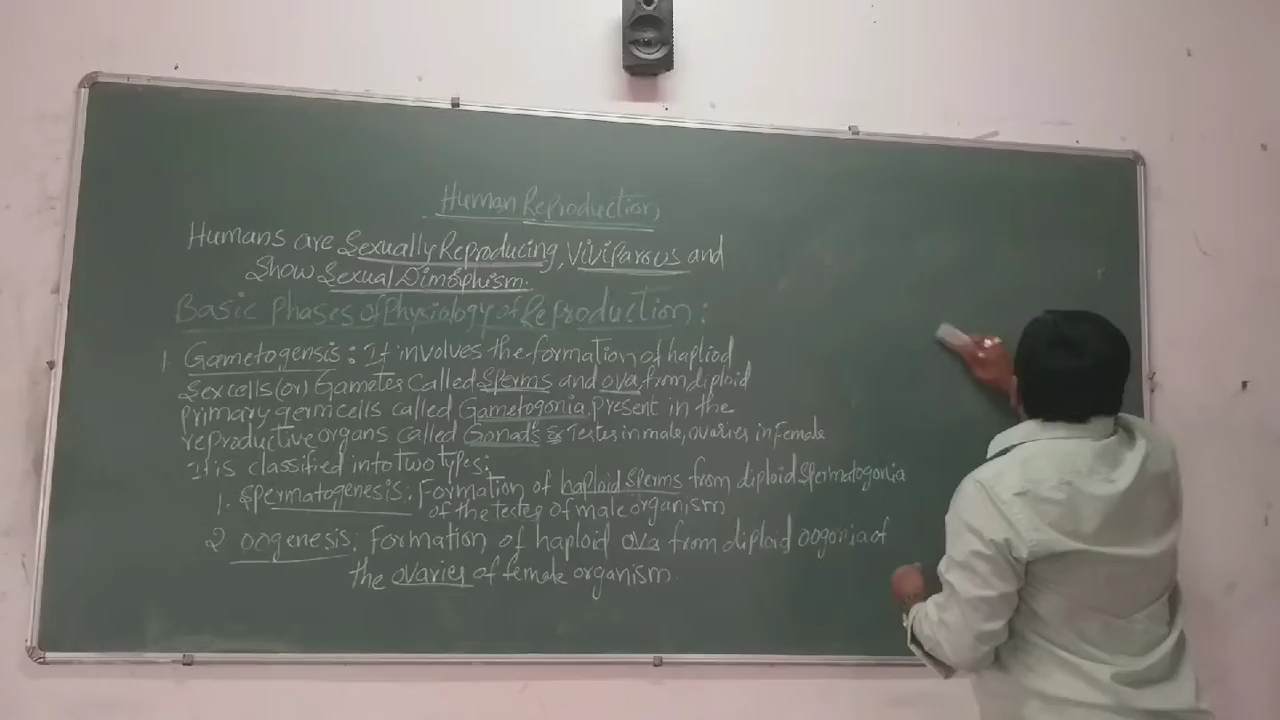 Human Reproduction,
Humans are Sexually Reproducing, ViViParous and
Show Sexual Dimorphism.
Basic Phases of Physiology of Reproduction :
1. Gametogensis : It involves the formation of hapliod
Sex cells (or) Gametes Called Sperms and ova, from diploid
primary germ cells called Gametogonia, present in the
reproductive organs called Gonads Testes in male, ovaries in Female
It is classified into Two types :
1. Spermatogenesis : Formation of haploid sperms from diploid spermatogonia
of the testes of male organism
2 oogenesis : Formation of haploid ova from diploid oogonia of
the ovaries of female organism.